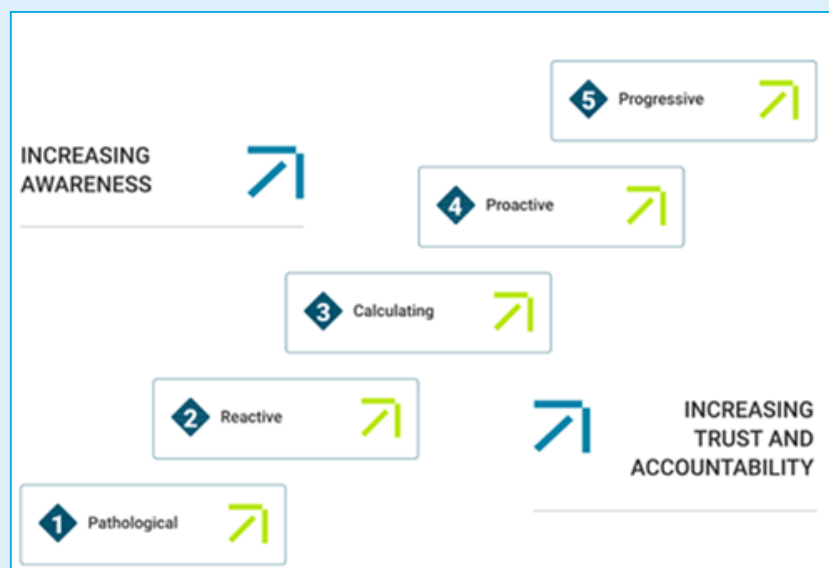 5 Progressive
INCREASING
AWARENESS
4 Proactive
3 Calculating
2 Reactive
INCREASING
TRUST AND
ACCOUNTABILITY
1 Pathological